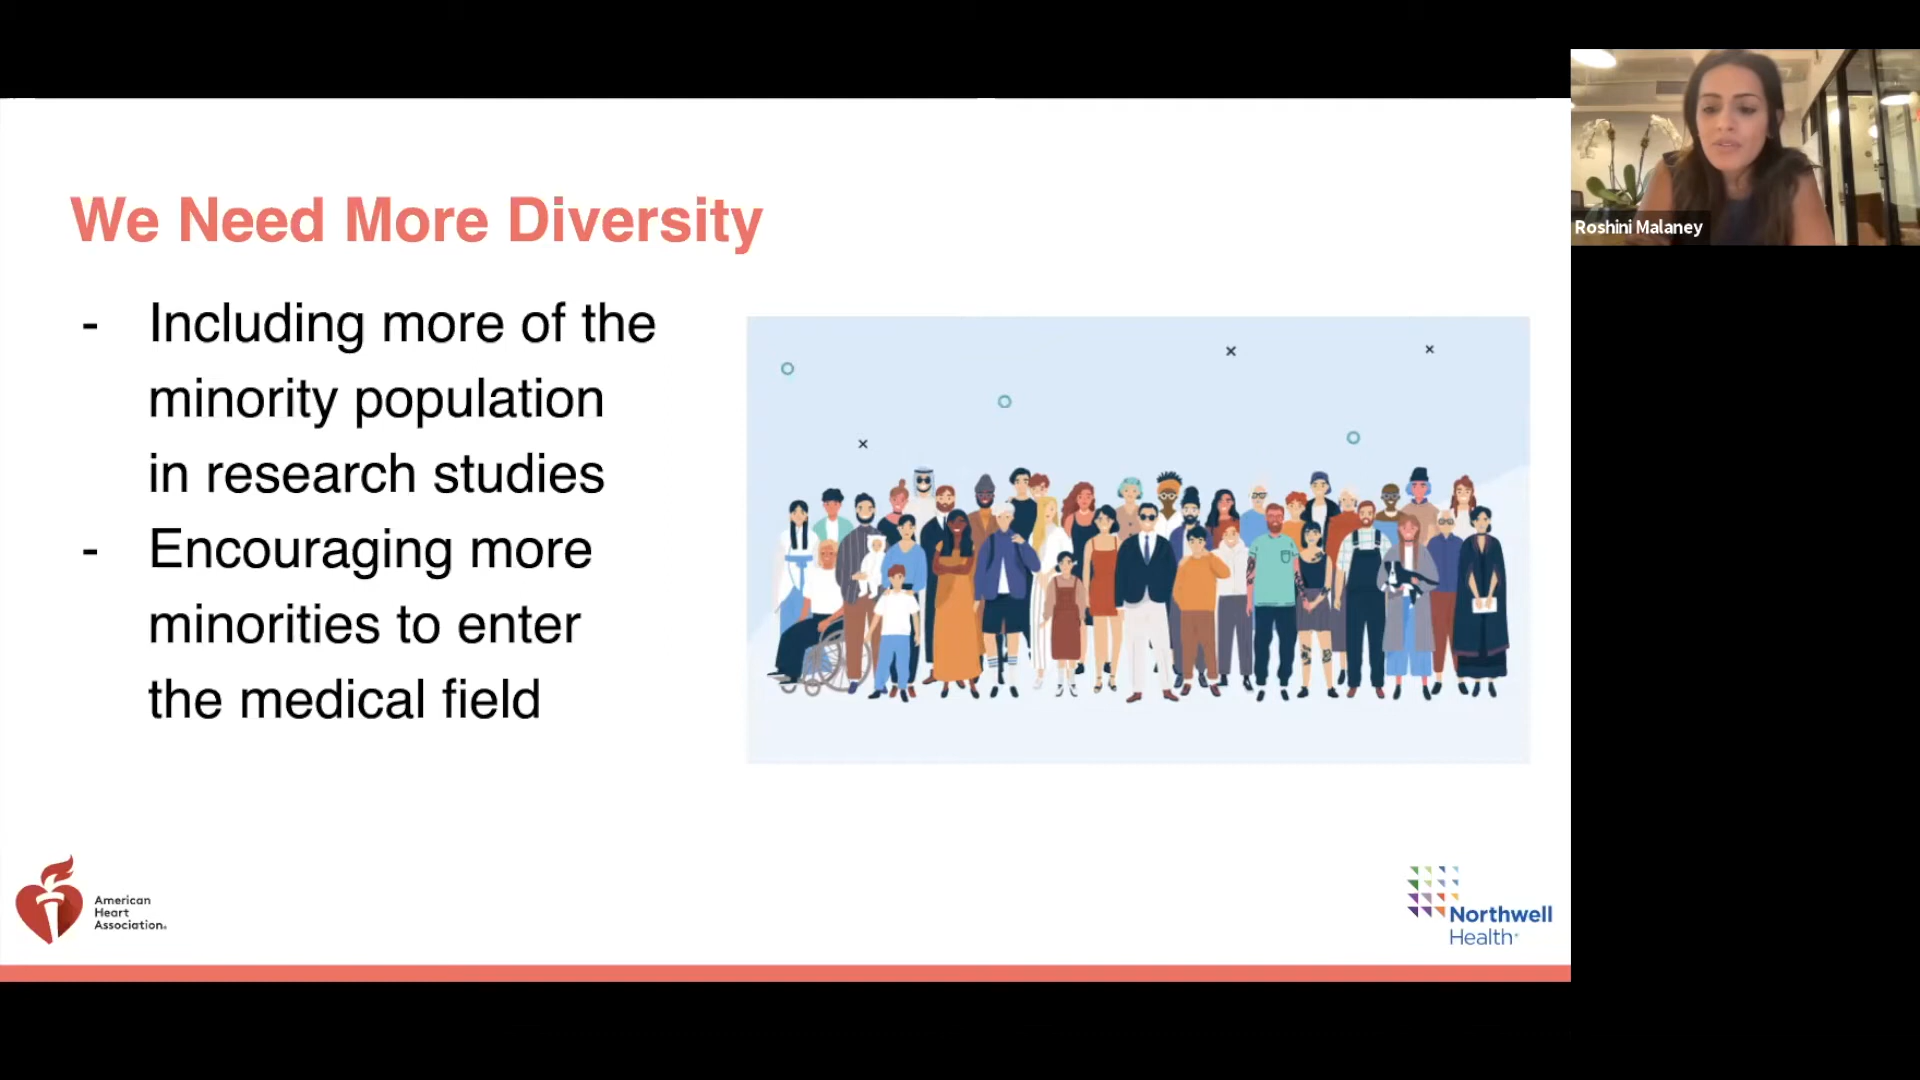 We Need More Diversity
- Including more of the
minority population
in research studies
- Encouraging more
minorities to enter
the medical field
American
Heart
Association®
Northwell
Health®
Roshini Malaney